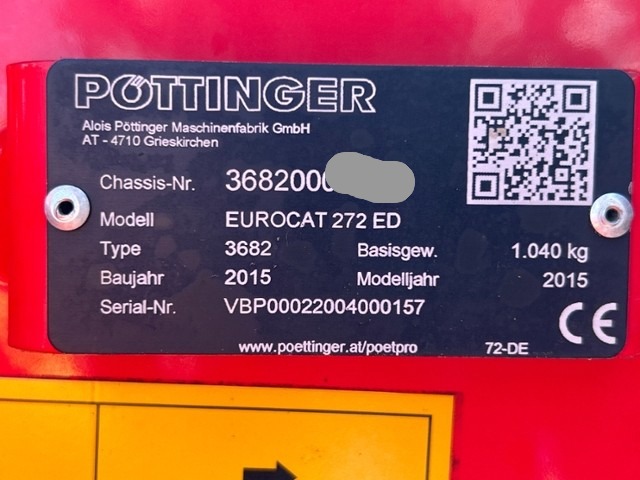 PÖTTINGER
Alois Pöttinger Maschinenfabrik GmbH
AT - 4710 Grieskirchen
Chassis-Nr. 3682000
Modell EUROCAT 272 ED
Type 3682 Basisgew. 1.040 kg
Baujahr 2015 Modelljahr 2015
Serial-Nr. VBP00022004000157
CE
www.poettinger.at/poetpro 72-DE